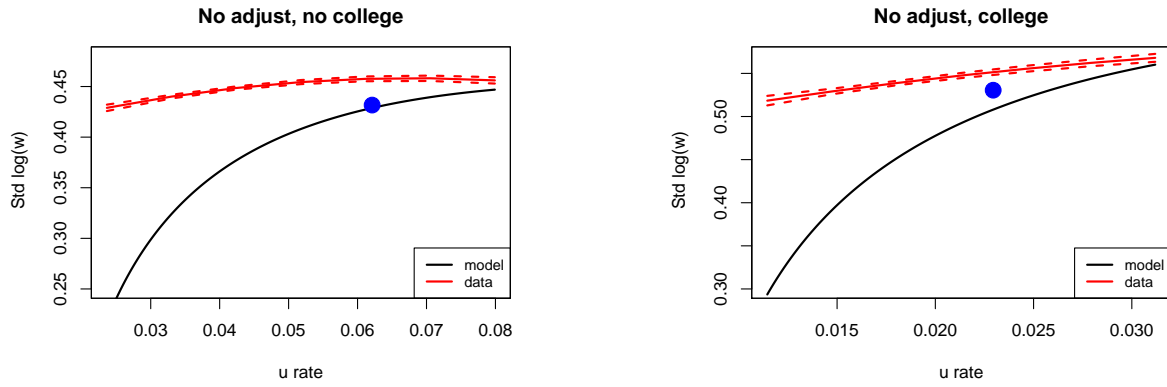 No adjust, no college
Std log(w)
0.45
0.40
0.35
0.30
0.25
0.03 0.04 0.05 0.06 0.07 0.08
u rate
model
data
No adjust, college
Std log(w)
0.50
0.40
0.30
0.015 0.020 0.025 0.030
u rate
model
data